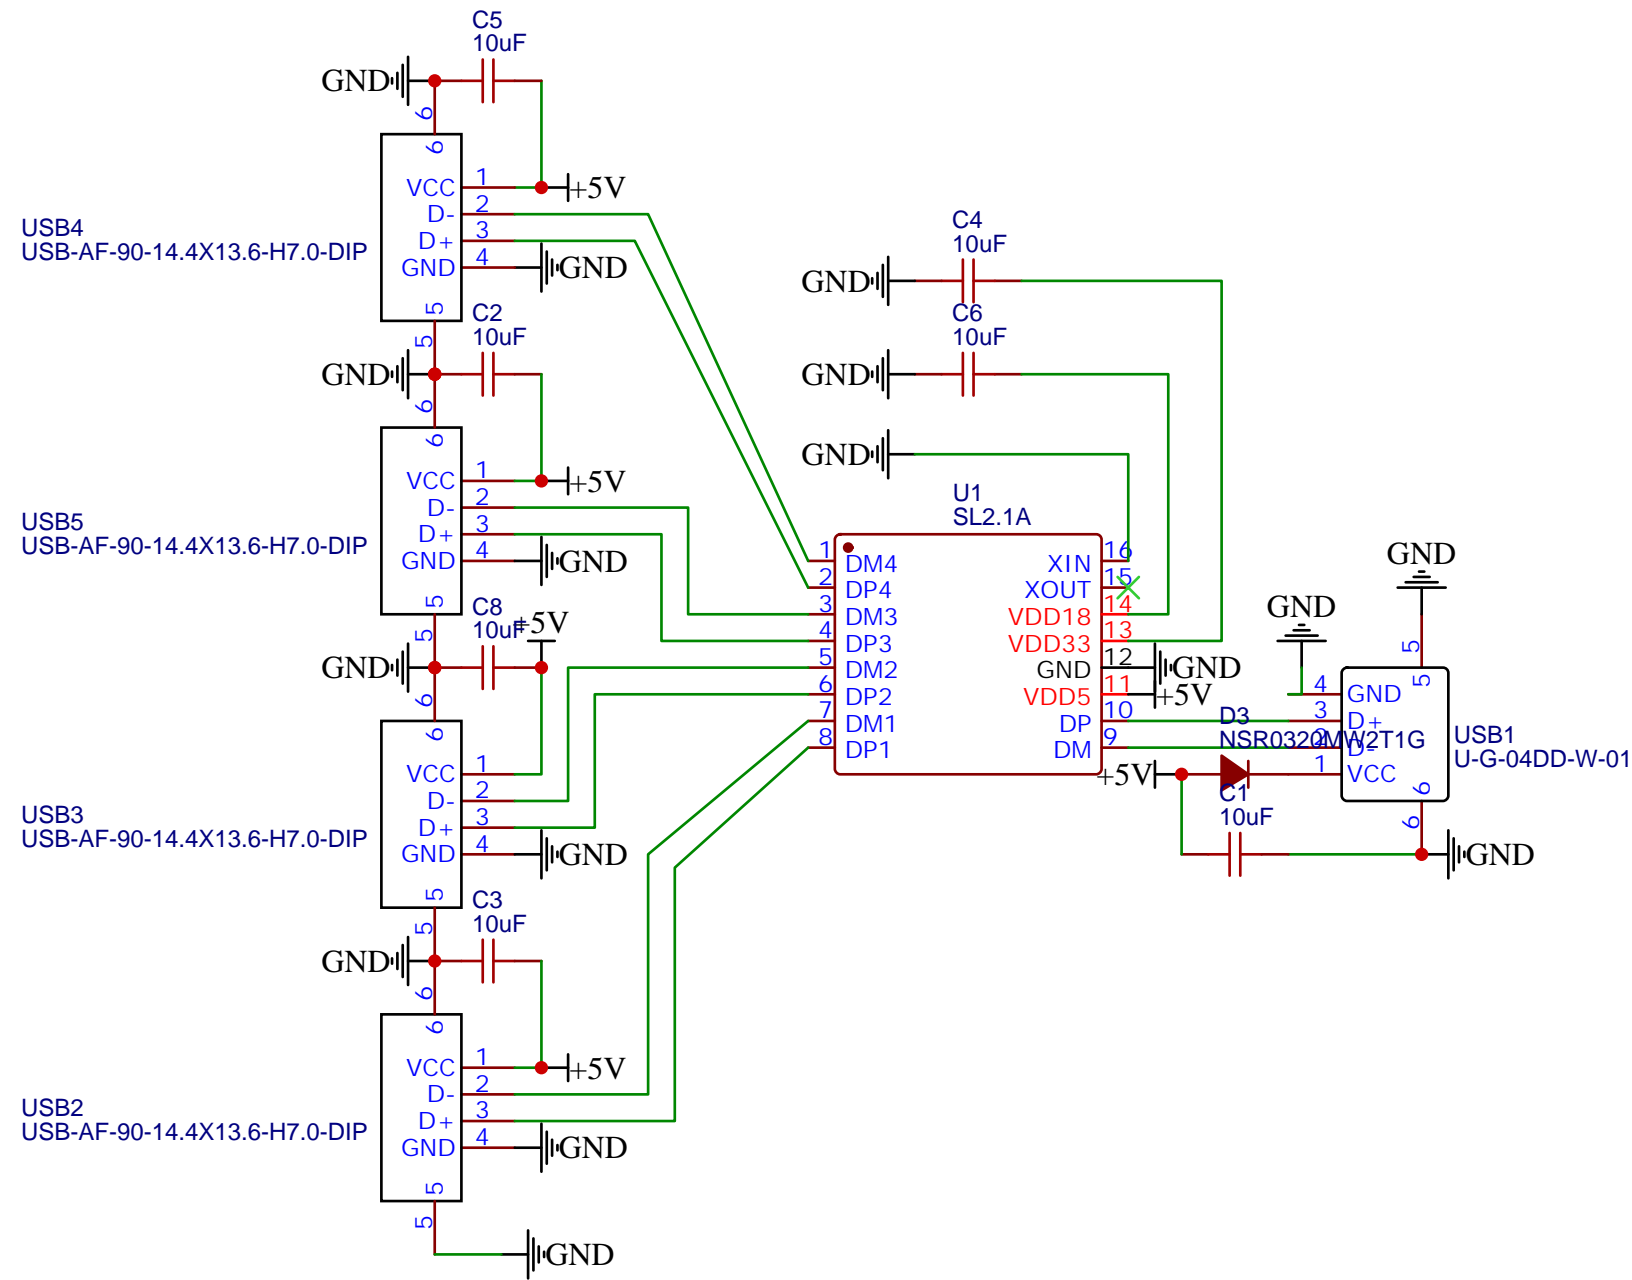 C5
10uF
GND
6
6
VCC
1
+5V
D-
2
D+
3
GND
4
GND
5
5
USB4
USB-AF-90-14.4X13.6-H7.0-DIP
C2
10uF
GND
6
6
VCC
1
+5V
D-
2
D+
3
GND
4
GND
5
5
USB5
USB-AF-90-14.4X13.6-H7.0-DIP
C8
10uF
+5V
GND
6
6
VCC
1
D-
2
D+
3
GND
4
GND
5
5
USB3
USB-AF-90-14.4X13.6-H7.0-DIP
C3
10uF
GND
6
6
VCC
1
+5V
D-
2
D+
3
GND
4
GND
5
5
GND
USB2
USB-AF-90-14.4X13.6-H7.0-DIP
C4
10uF
GND
C6
10uF
GND
GND
U1
SL2.1A
1
DM4
2
DP4
3
DM3
4
DP3
5
DM2
6
DP2
7
DM1
8
DP1
XIN
16
XOUT
15
VDD18
14
VDD33
13
GND
12
GND
VDD5
11
+5V
DP
10
DM
9
D3
NSR0320MW2T1G
+5V
C1
10uF
GND
GND
5
5
4
GND
3
D+
2
D-
1
VCC
6
6
GND
USB1
U-G-04DD-W-01